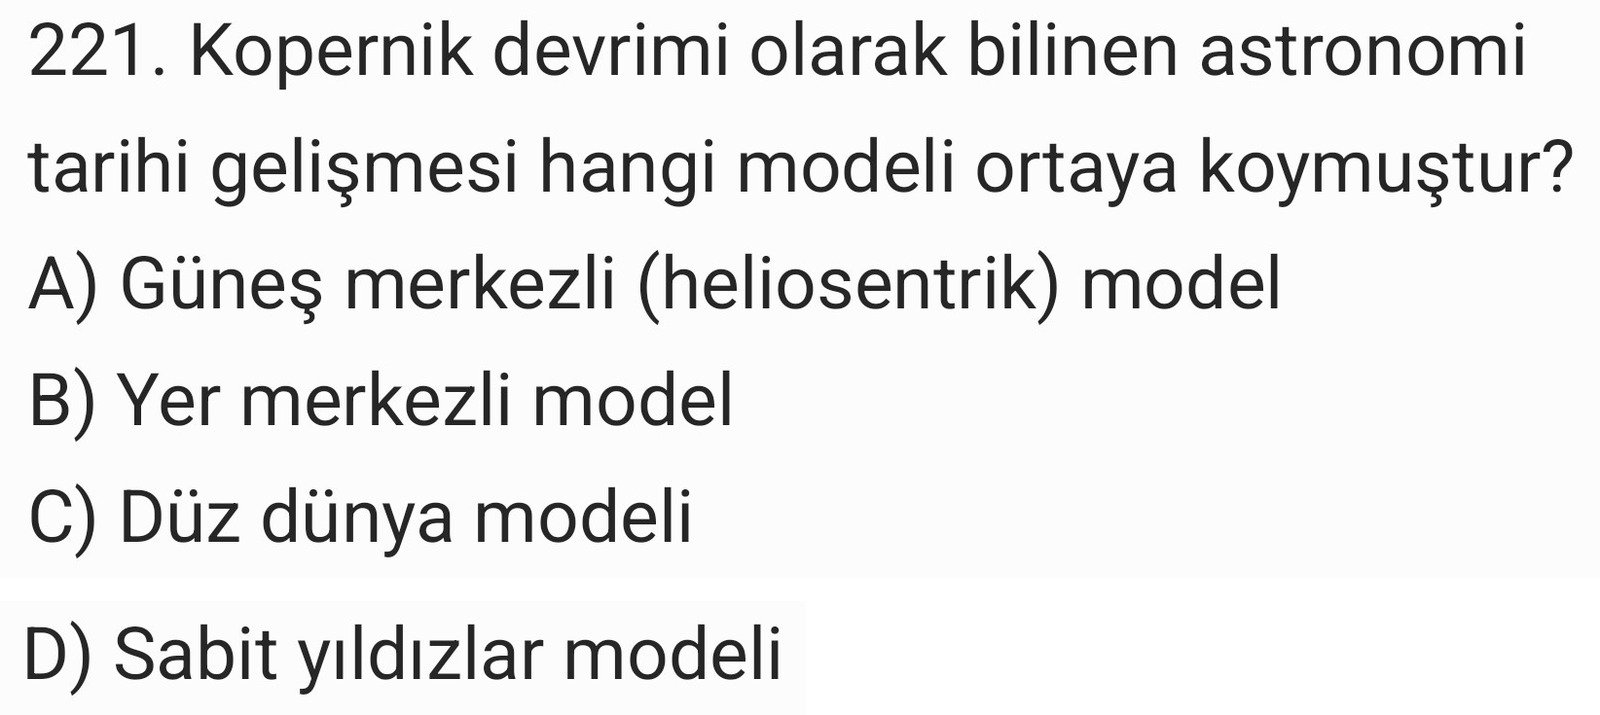 221. Kopernik devrimi olarak bilinen astronomi
tarihi gelişmesi hangi modeli ortaya koymuştur?
A) Güneş merkezli (heliosentrik) model
B) Yer merkezli model
C) Düz dünya modeli
D) Sabit yıldızlar modeli